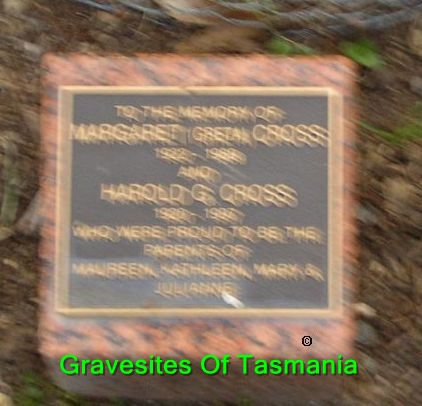 TO THE MEMORY OF
MARGARET (GRETA) CROSS
AND
HAROLD G. CROSS
WHO WERE PROUD TO BE THE
PARENTS OF
MAUREEN, KATHLEEN, MARY &
JULIANNE
©
Gravesites Of Tasmania